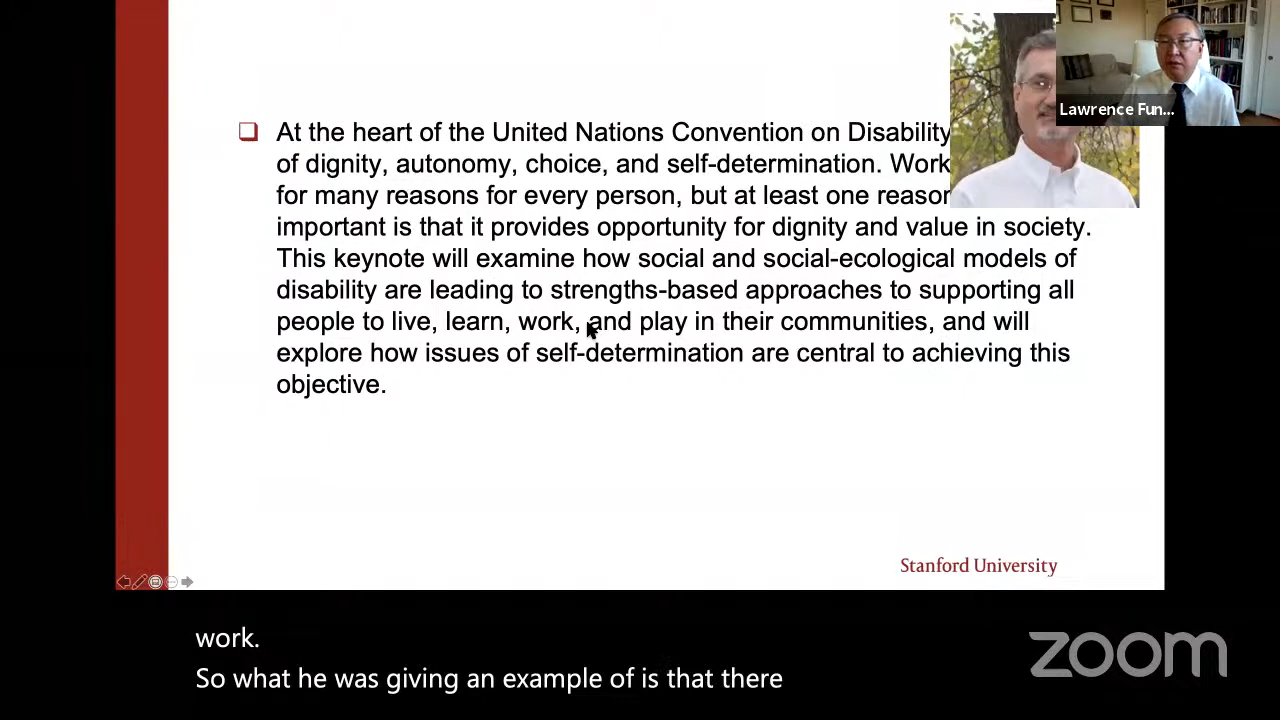 Lawrence Fun...
At the heart of the United Nations Convention on Disability
of dignity, autonomy, choice, and self-determination. Work
for many reasons for every person, but at least one reason
important is that it provides opportunity for dignity and value in society.
This keynote will examine how social and social-ecological models of
disability are leading to strengths-based approaches to supporting all
people to live, learn, work, and play in their communities, and will
explore how issues of self-determination are central to achieving this
objective.
Stanford University
work.
So what he was giving an example of is that there
zoom